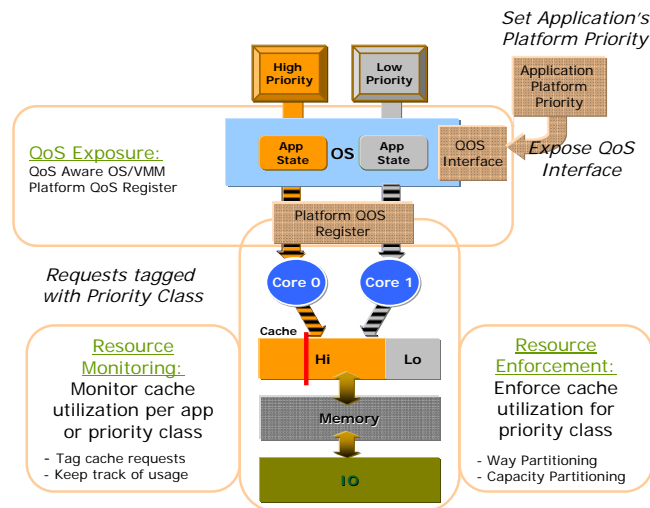 Set Application's
Platform Priority
High
Priority
Low
Priority
Application
Platform
Priority
QoS Exposure:
QoS Aware OS/VMM
Platform QoS Register
App
State
OS
App
State
QOS
Interface
Expose QoS
Interface
Platform QOS
Register
Requests tagged
with Priority Class
Core 0
Core 1
Cache
Hi
Lo
Resource
Monitoring:
Monitor cache
utilization per app
or priority class
- Tag cache requests
- Keep track of usage
Memory
IO
Resource
Enforcement:
Enforce cache
utilization for
priority class
- Way Partitioning
- Capacity Partitioning